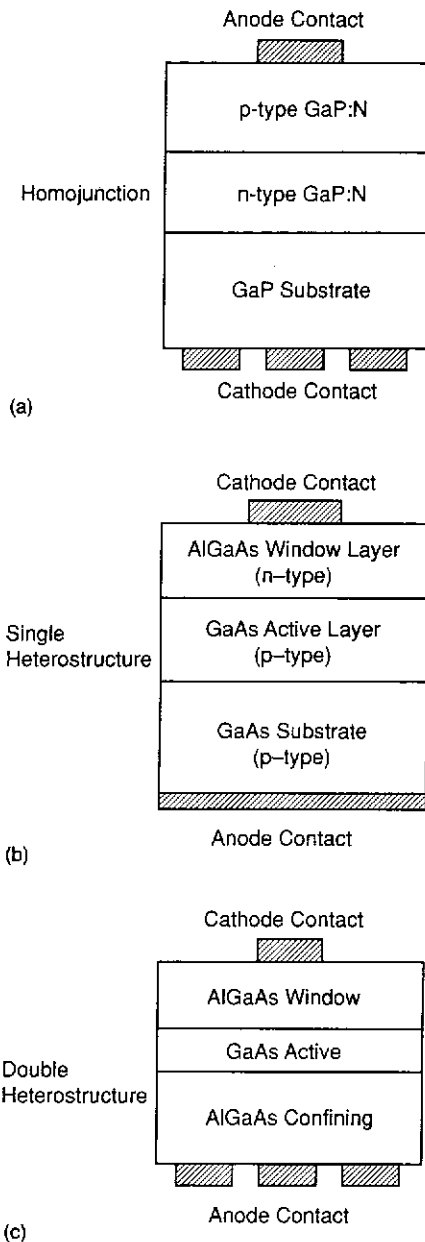 Anode Contact
p-type GaP:N
Homojunction
n-type GaP:N
GaP Substrate
Cathode Contact
(a)
Cathode Contact
AlGaAs Window Layer
(n–type)
Single
Heterostructure
GaAs Active Layer
(p–type)
GaAs Substrate
(p–type)
Anode Contact
(b)
Cathode Contact
AlGaAs Window
GaAs Active
Double
Heterostructure
AlGaAs Confining
Anode Contact
(c)